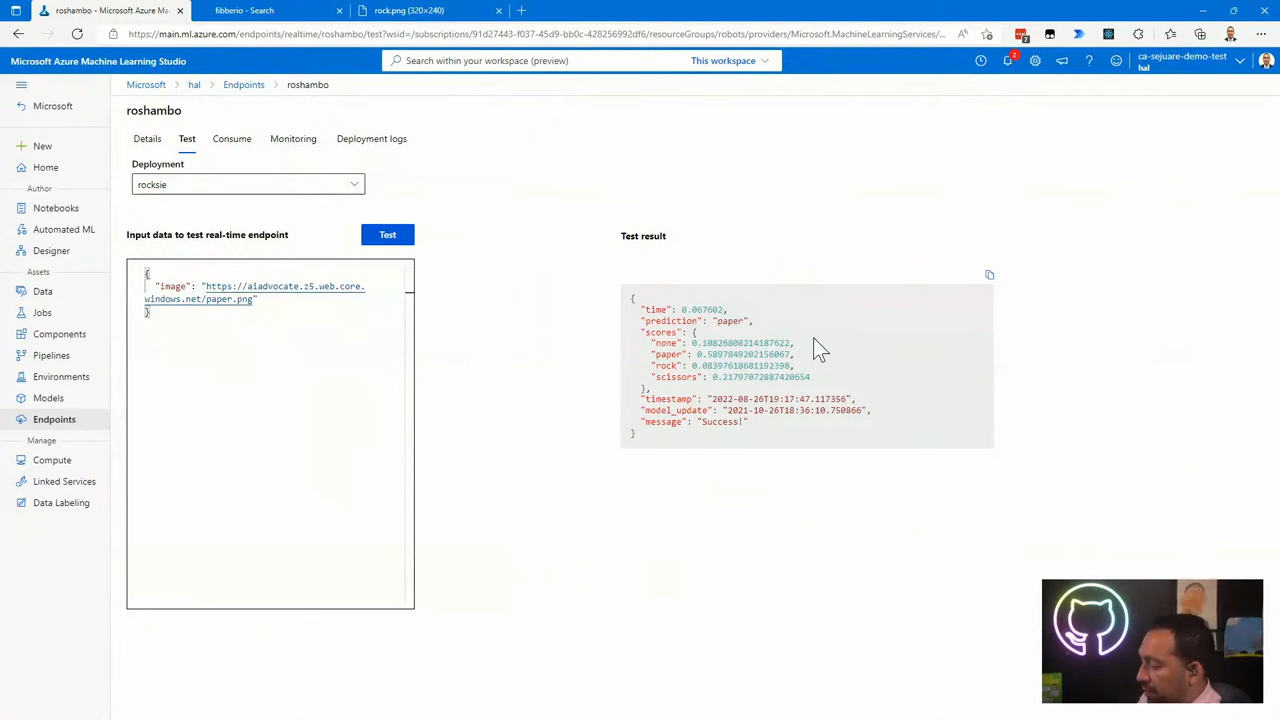 roshambo - Microsoft Azure Ma
fibberio - Search
rock.png (320×240)
https://main.ml.azure.com/endpoints/realtime/roshambo/test?wsid=/subscriptions/91d27443-f037-45d9-bb0c-428256992df6/resourceGroups/robots/providers/Microsoft.MachineLearningServices/...
Microsoft Azure Machine Learning Studio
Search within your workspace (preview)
This workspace
2
ca-sejuare-demo-test
hal
Microsoft
hal
Endpoints
roshambo
Microsoft
New
Home
Author
Notebooks
Automated ML
Designer
Assets
Data
Jobs
Components
Pipelines
Environments
Models
Endpoints
Manage
Compute
Linked Services
Data Labeling
roshambo
Details
Test
Consume
Monitoring
Deployment logs
Deployment
rocksie
Input data to test real-time endpoint
Test
{
"image": "https://aiadvocate.z5.web.core.
windows.net/paper.png"
}
Test result
{
"time": 0.067602,
"prediction": "paper",
"scores": {
"none": 0.10826808214187622,
"paper": 0.5897849202156067,
"rock": 0.08397618681192398,
"scissors": 0.21797072887420654
},
"timestamp": "2022-08-26T19:17:47.117356",
"model_update": "2021-10-26T18:36:10.750866",
"message": "Success!"
}